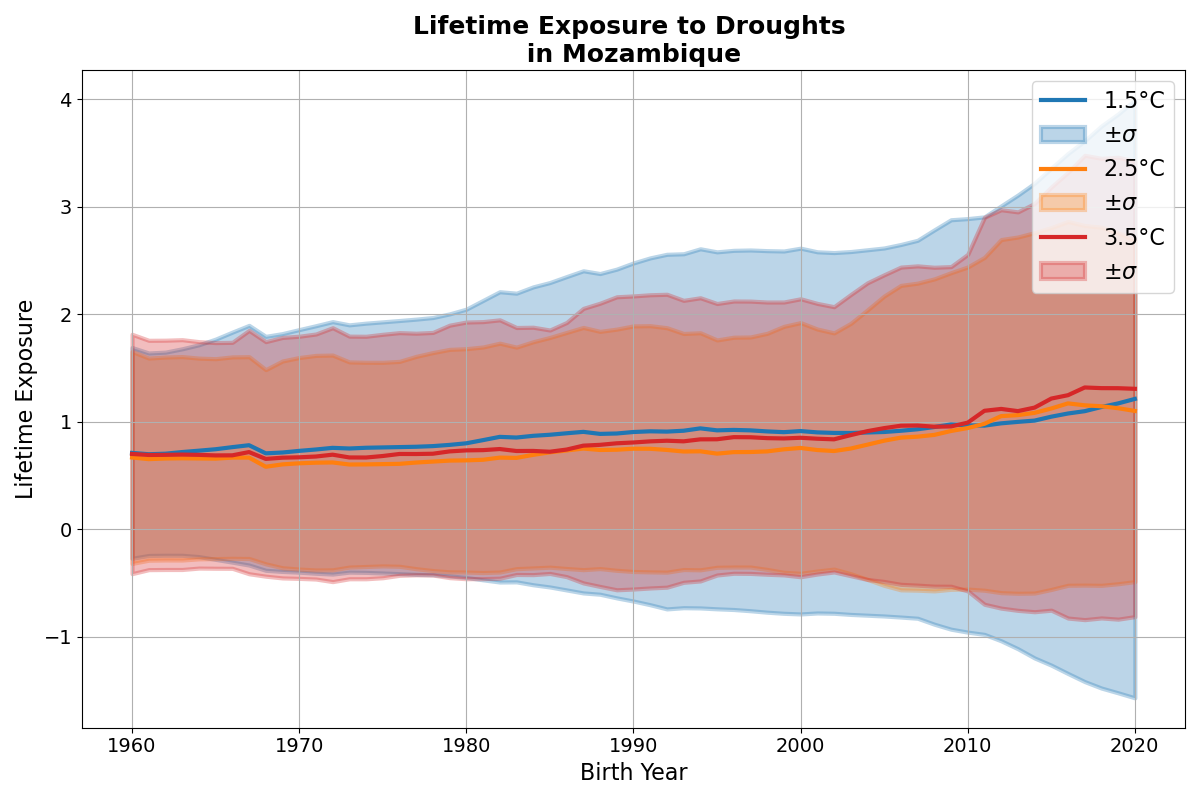 Lifetime Exposure to Droughts
in Mozambique
4
3
2
1
0
−1
Lifetime Exposure
1.5°C
±σ
2.5°C
±σ
3.5°C
±σ
1960 1970 1980 1990 2000 2010 2020
Birth Year